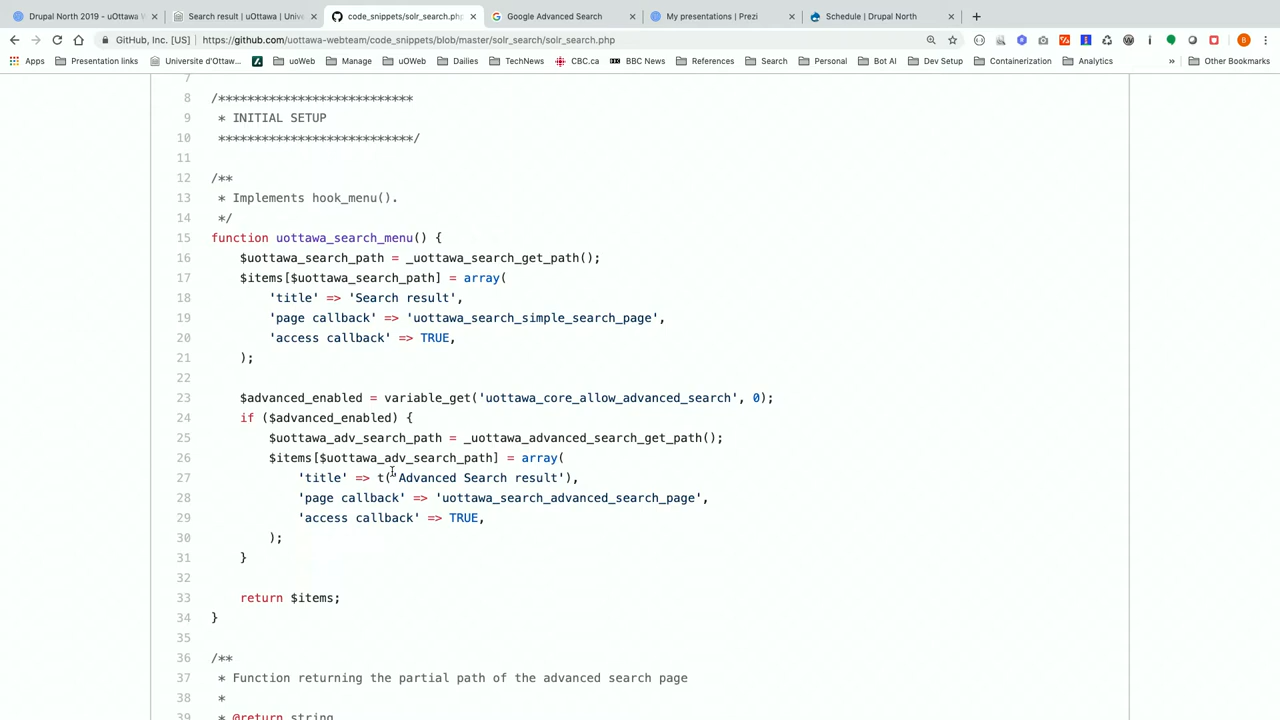 Drupal North 2019 - uOttawa W
Search result | uOttawa | Unive
code_snippets/solr_search.php
Google Advanced Search
My presentations | Prezi
Schedule | Drupal North
GitHub, Inc. [US]
https://github.com/uottawa-webteam/code_snippets/blob/master/solr_search/solr_search.php
Apps
Presentation links
Universite d'Ottaw...
uoWeb
Manage
uOWeb
Dailies
TechNews
CBC.ca
BBC News
References
Search
Personal
Bot AI
Dev Setup
Containerization
Analytics
»
Other Bookmarks
7
8 /***************************
9 * INITIAL SETUP
10 ***************************/
11
12 /**
13 * Implements hook_menu().
14 */
15 function uottawa_search_menu() {
16 $uottawa_search_path = _uottawa_search_get_path();
17 $items[$uottawa_search_path] = array(
18 'title' => 'Search result',
19 'page callback' => 'uottawa_search_simple_search_page',
20 'access callback' => TRUE,
21 );
22
23 $advanced_enabled = variable_get('uottawa_core_allow_advanced_search', 0);
24 if ($advanced_enabled) {
25 $uottawa_adv_search_path = _uottawa_advanced_search_get_path();
26 $items[$uottawa_adv_search_path] = array(
27 'title' => t('Advanced Search result'),
28 'page callback' => 'uottawa_search_advanced_search_page',
29 'access callback' => TRUE,
30 );
31 }
32
33 return $items;
34 }
35
36 /**
37 * Function returning the partial path of the advanced search page
38 *
39 * @return string